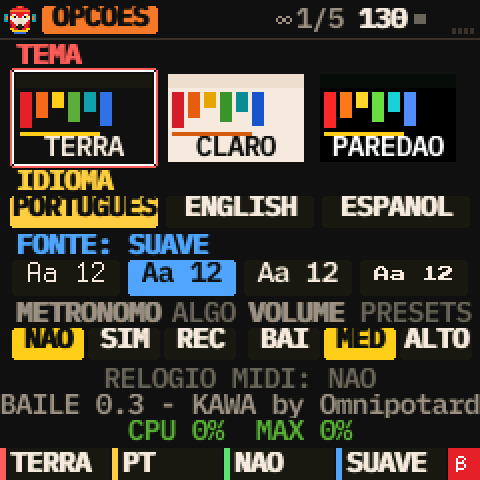 OPCOES ∞1/5 130
TEMA
TERRA CLARO PAREDAO
IDIOMA
PORTUGUES ENGLISH ESPANOL
FONTE: SUAVE
Aa 12 Aa 12 Aa 12 Aa 12
METRONOMO ALGO VOLUME PRESETS
NAO SIM REC BAI MED ALTO
RELOGIO MIDI: NAO
BAILE 0.3 - KAWA by Omnipotard
CPU 0% MAX 0%
TERRA PT NAO SUAVE β